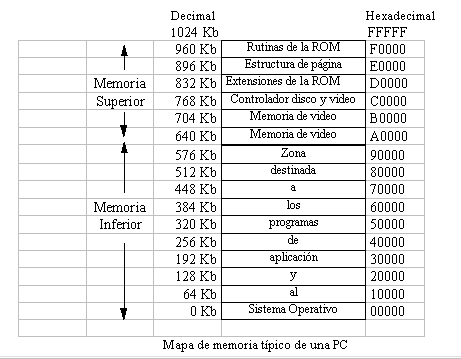 Decimal Hexadecimal
1024 Kb FFFFF
960 Kb Rutinas de la ROM F0000
896 Kb Estructura de página E0000
Memoria 832 Kb Extensiones de la ROM D0000
Superior 768 Kb Controlador disco y video C0000
704 Kb Memoria de video B0000
640 Kb Memoria de video A0000
576 Kb Zona 90000
512 Kb destinada 80000
448 Kb a 70000
Memoria 384 Kb los 60000
Inferior 320 Kb programas 50000
256 Kb de 40000
192 Kb aplicación 30000
128 Kb y 20000
64 Kb al 10000
0 Kb Sistema Operativo 00000
Mapa de memoria típico de una PC